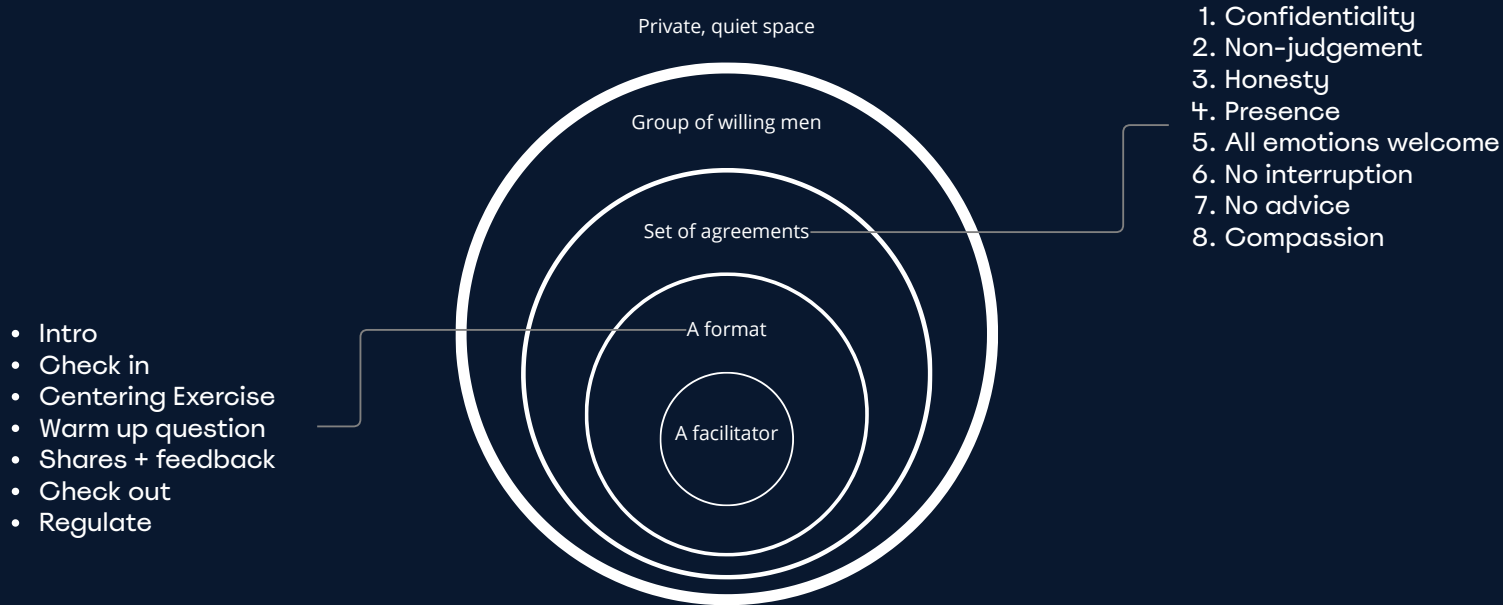 Private, quiet space
Group of willing men
Set of agreements
A format
A facilitator
1. Confidentiality
2. Non-judgement
3. Honesty
4. Presence
5. All emotions welcome
6. No interruption
7. No advice
8. Compassion
• Intro
• Check in
• Centering Exercise
• Warm up question
• Shares + feedback
• Check out
• Regulate